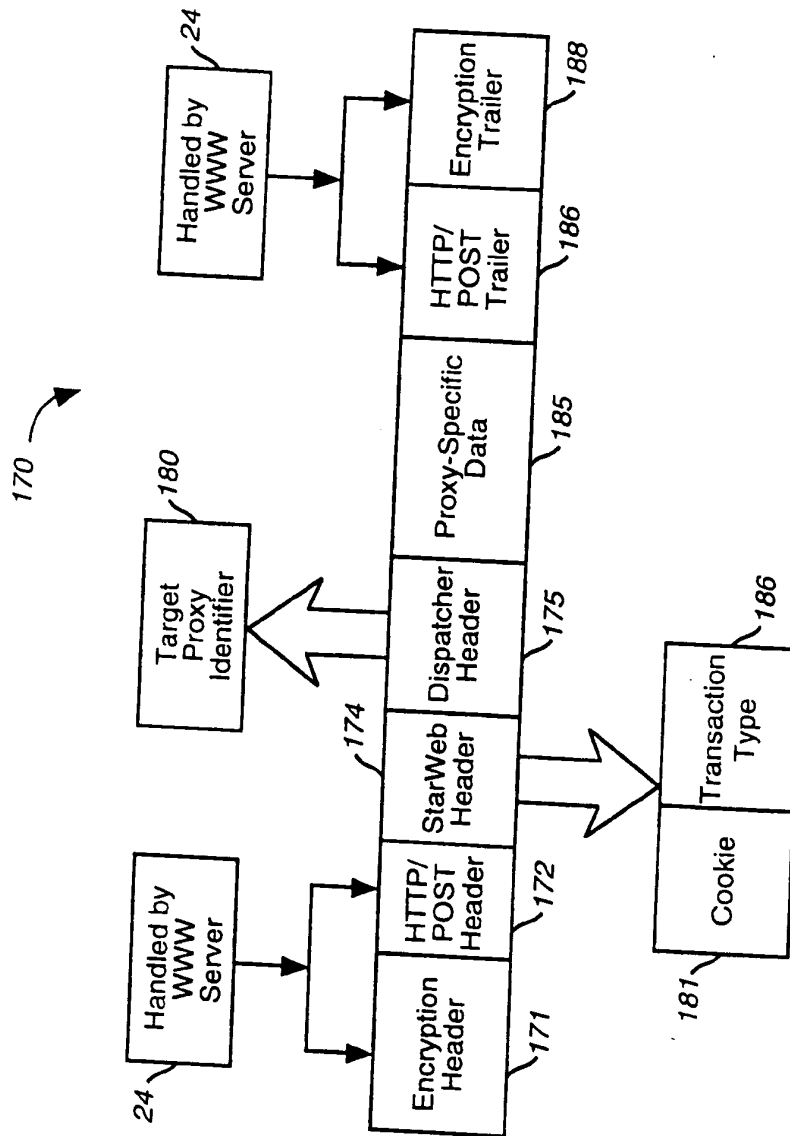 170
24
Handled by
WWW
Server
180
Target
Proxy
Identifier
24
Handled by
WWW
Server
174
Encryption
Header
HTTP/
POST
Header
StarWeb
Header
Dispatcher
Header
Proxy-Specific
Data
HTTP/
POST
Trailer
Encryption
Trailer
171
172
175
185
186
188
181
Cookie
Transaction
Type
186